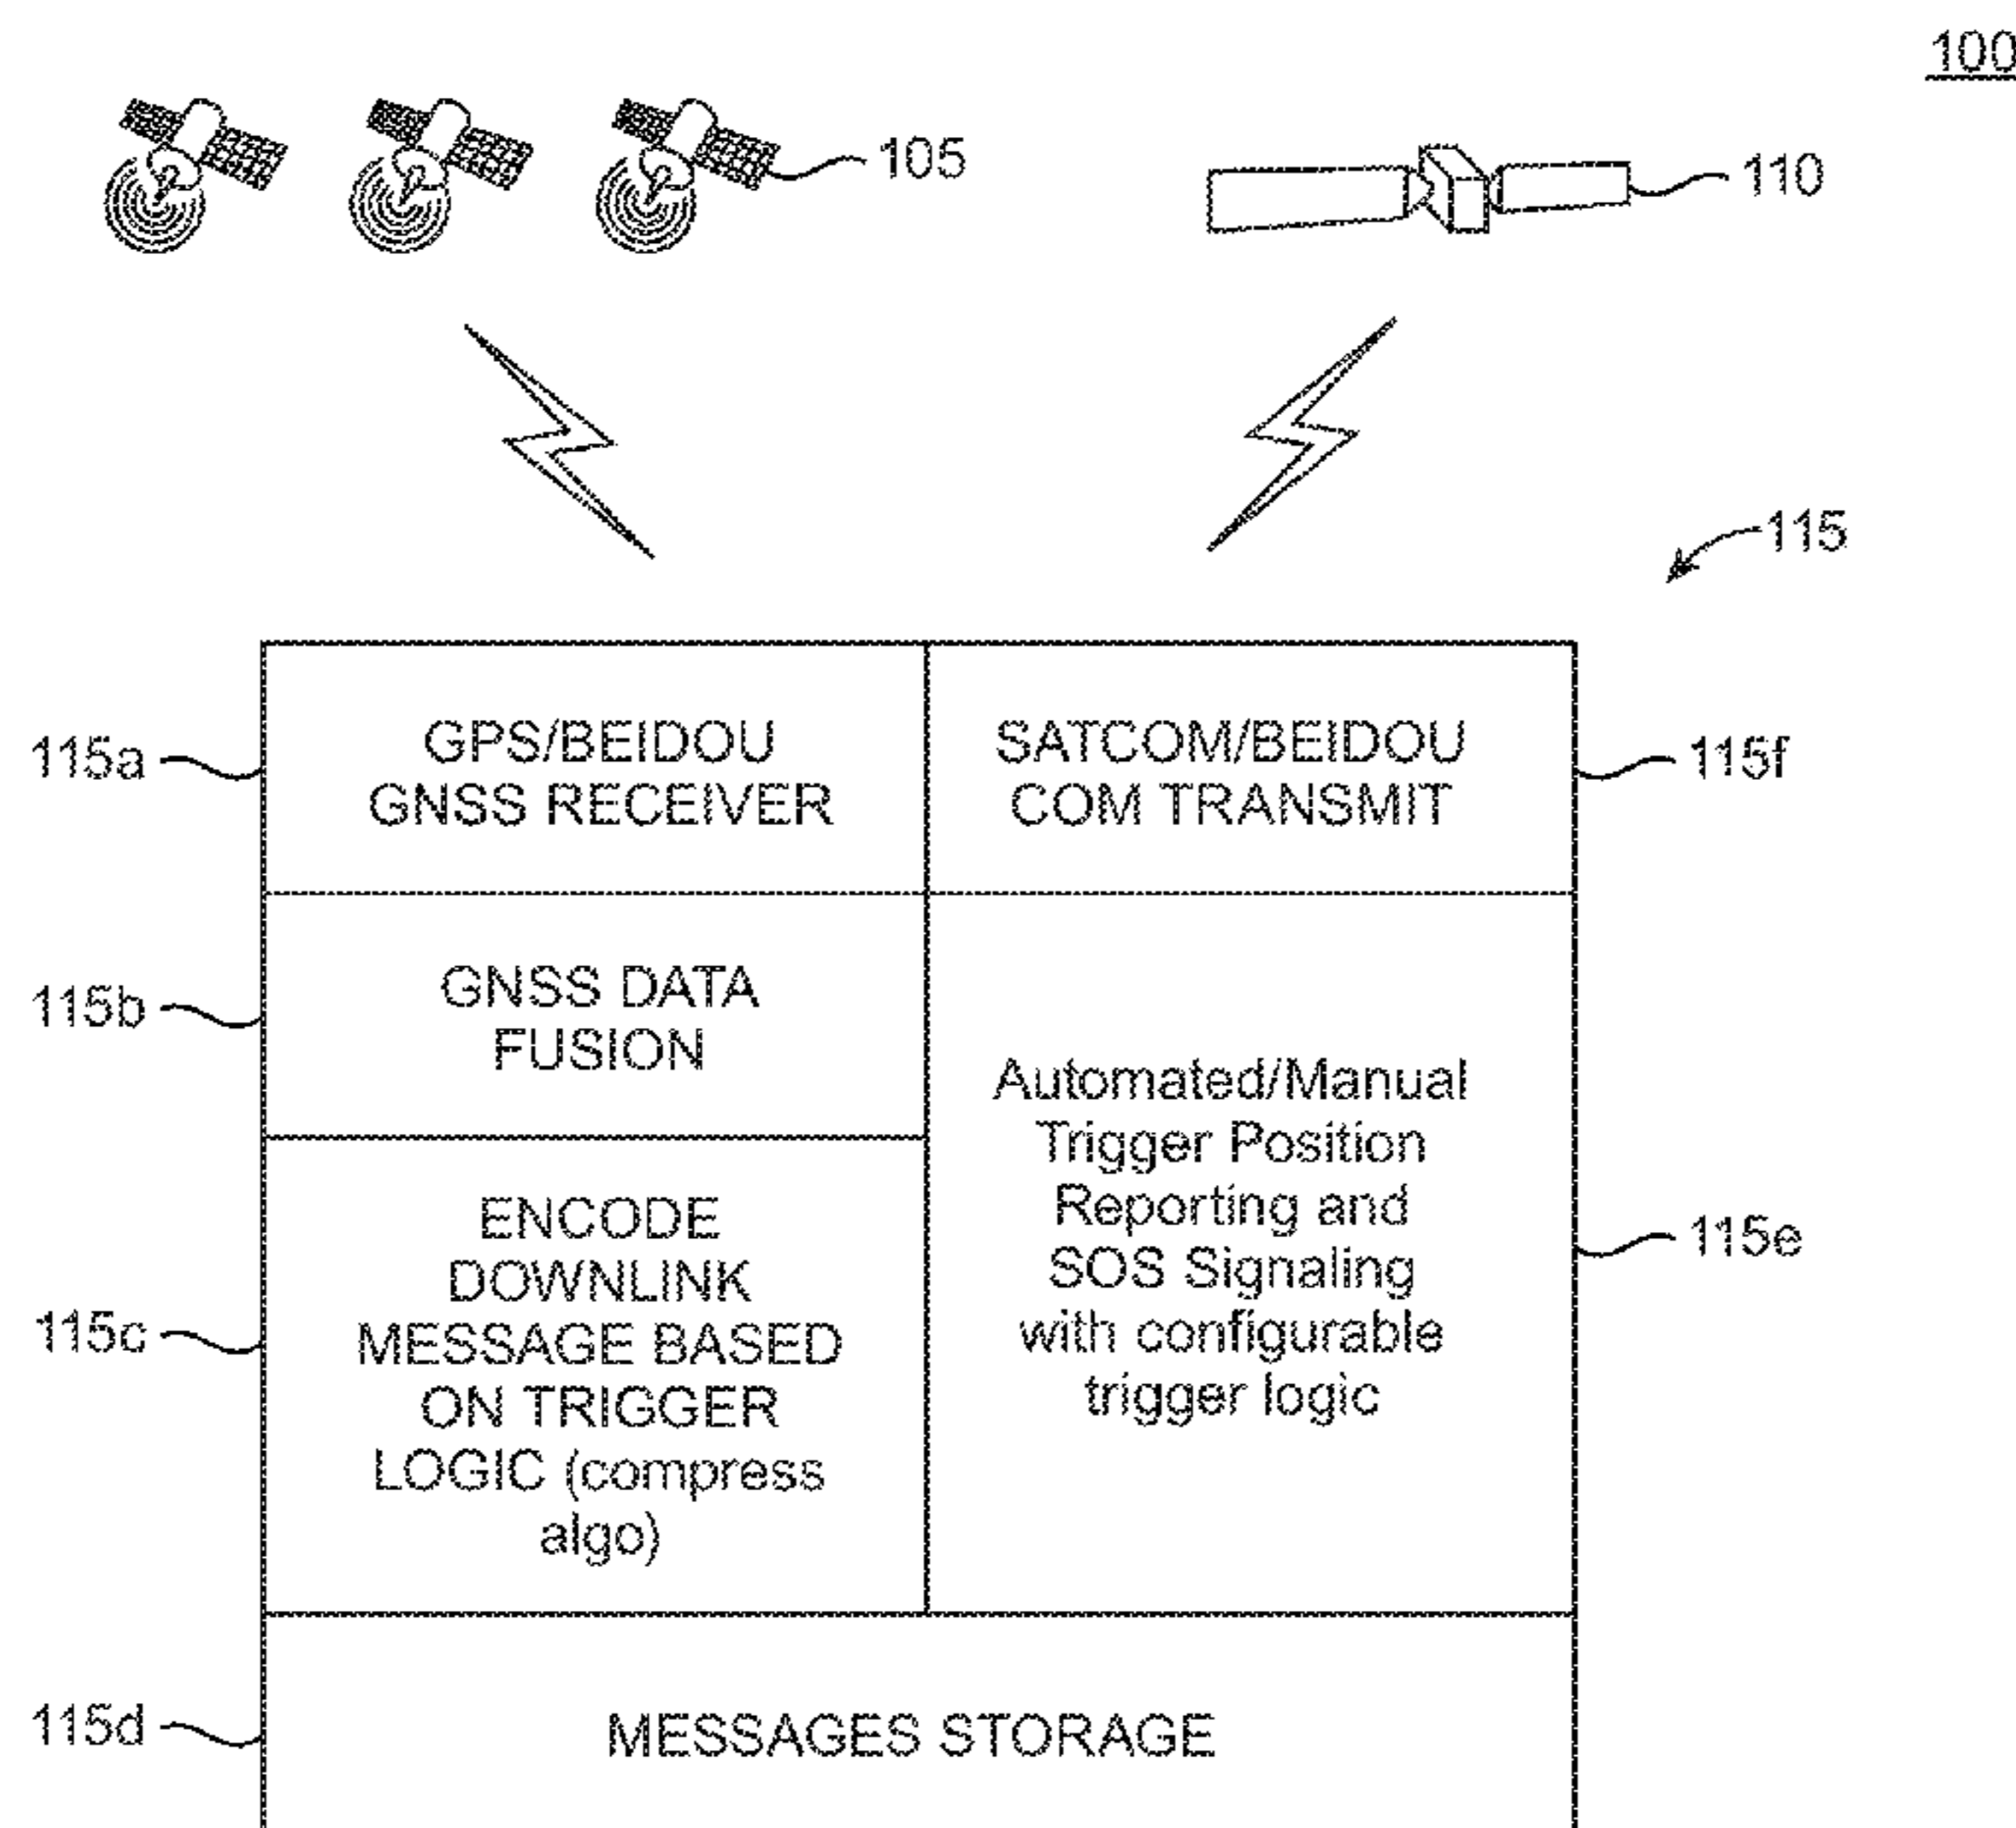 100
105
110
115
115a
GPS/BEIDOU
GNSS RECEIVER
SATCOM/BEIDOU
COM TRANSMIT
115f
115b
GNSS DATA
FUSION
115c
ENCODE
DOWNLINK
MESSAGE BASED
ON TRIGGER
LOGIC (compress
algo)
Automated/Manual
Trigger Position
Reporting and
SOS Signaling
with configurable
trigger logic
115e
115d
MESSAGES STORAGE